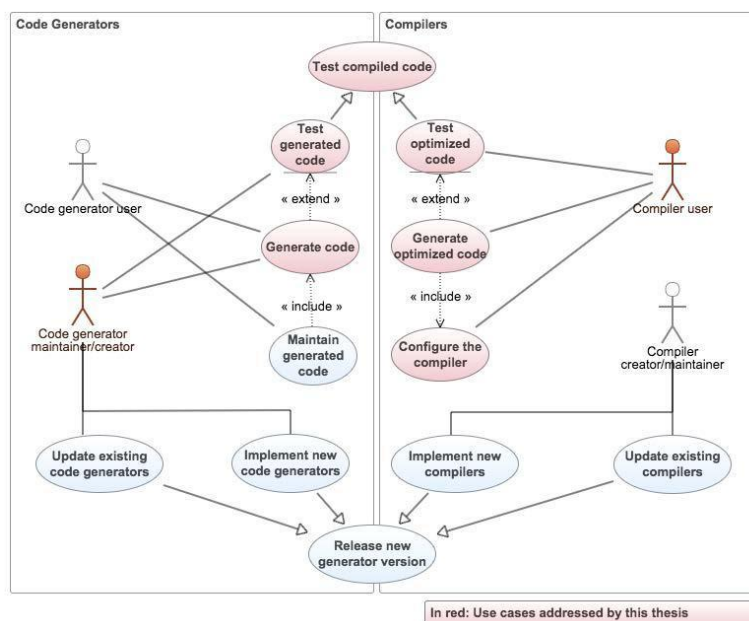 Code Generators
Compilers
Test compiled code
Test
generated
code
Test
optimized
code
Code generator user
Compiler user
« extend »
« extend »
Generate code
Generate
optimized code
« include »
« include »
Code generator
maintainer/creator
Maintain
generated
code
Configure the
compiler
Compiler
creator/maintainer
Update existing
code generators
Implement new
code generators
Implement new
compilers
Update existing
compilers
Release new
generator version
In red: Use cases addressed by this thesis